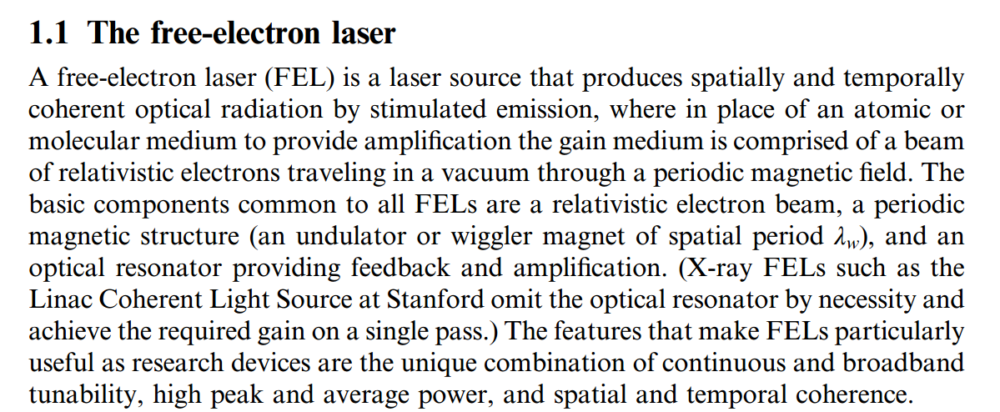 1.1 The free-electron laser
A free-electron laser (FEL) is a laser source that produces spatially and temporally
coherent optical radiation by stimulated emission, where in place of an atomic or
molecular medium to provide amplification the gain medium is comprised of a beam
of relativistic electrons traveling in a vacuum through a periodic magnetic field. The
basic components common to all FELs are a relativistic electron beam, a periodic
magnetic structure (an undulator or wiggler magnet of spatial period λw), and an
optical resonator providing feedback and amplification. (X-ray FELs such as the
Linac Coherent Light Source at Stanford omit the optical resonator by necessity and
achieve the required gain on a single pass.) The features that make FELs particularly
useful as research devices are the unique combination of continuous and broadband
tunability, high peak and average power, and spatial and temporal coherence.